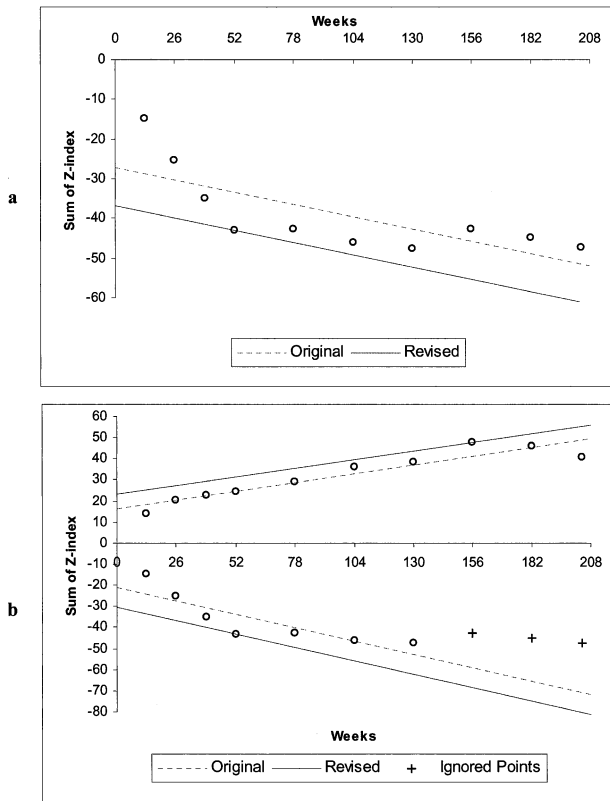 a
Weeks
0 26 52 78 104 130 156 182 208
0
-10
-20
-30
-40
-50
-60
Sum of Z-index
Original Revised
b
60
50
40
30
20
10
0
-10
-20
-30
-40
-50
-60
-70
-80
Sum of Z-index
0 26 52 78 104 130 156 182 208
Weeks
Original Revised Ignored Points